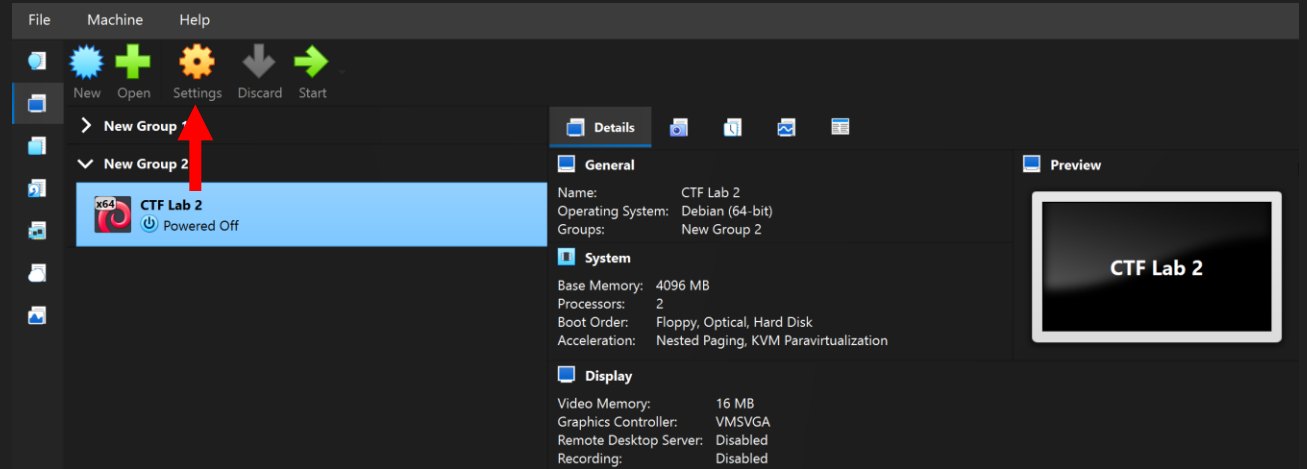 File Machine Help
New Open Settings Discard Start
New Group 1
New Group 2
x64
CTF Lab 2
Powered Off
Details
General
Name: CTF Lab 2
Operating System: Debian (64-bit)
Groups: New Group 2
System
Base Memory: 4096 MB
Processors: 2
Boot Order: Floppy, Optical, Hard Disk
Acceleration: Nested Paging, KVM Paravirtualization
Display
Video Memory: 16 MB
Graphics Controller: VMSVGA
Remote Desktop Server: Disabled
Recording: Disabled
Preview
CTF Lab 2